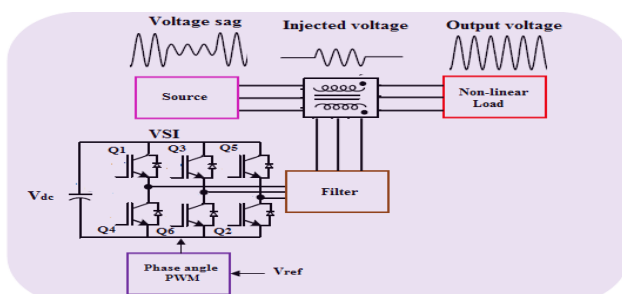 Voltage sag
Injected voltage
Output voltage
Source
Non-linear
Load
VSI
Q1
Q3
Q5
Vdc
Filter
Q4
Q6
Q2
Phase angle
PWM
Vref